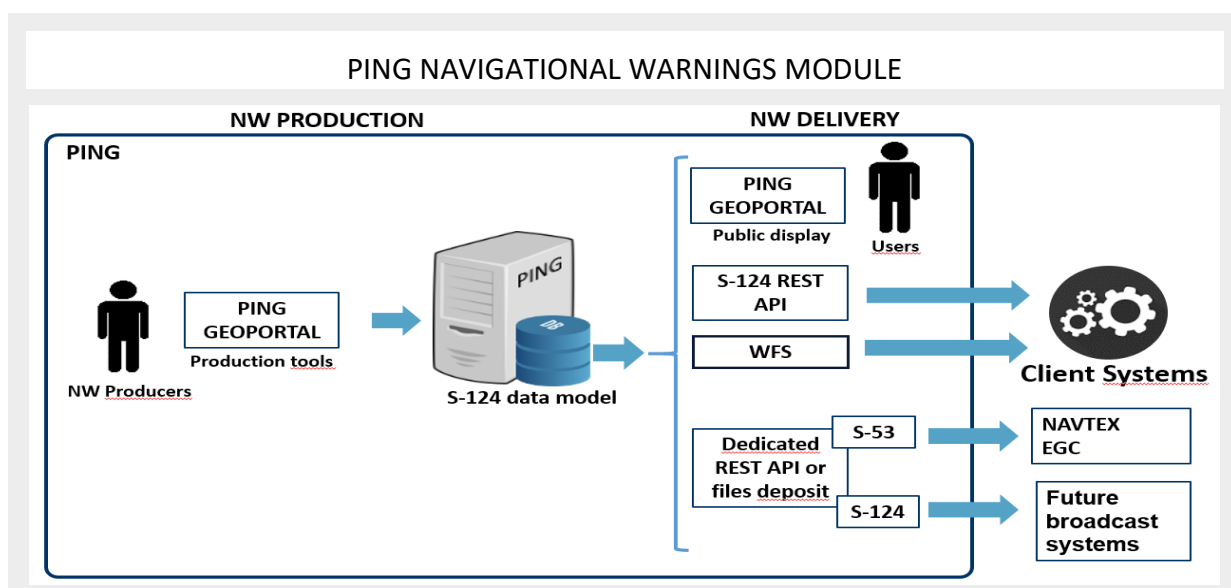 PING NAVIGATIONAL WARNINGS MODULE
NW PRODUCTION
NW DELIVERY
PING
NW Producers
PING
GEOPORTAL
Production tools
PING
DB
S-124 data model
PING
GEOPORTAL
Public display
Users
S-124 REST
API
WFS
Client Systems
Dedicated
REST API or
files deposit
S-53
S-124
NAVTEX
EGC
Future
broadcast
systems